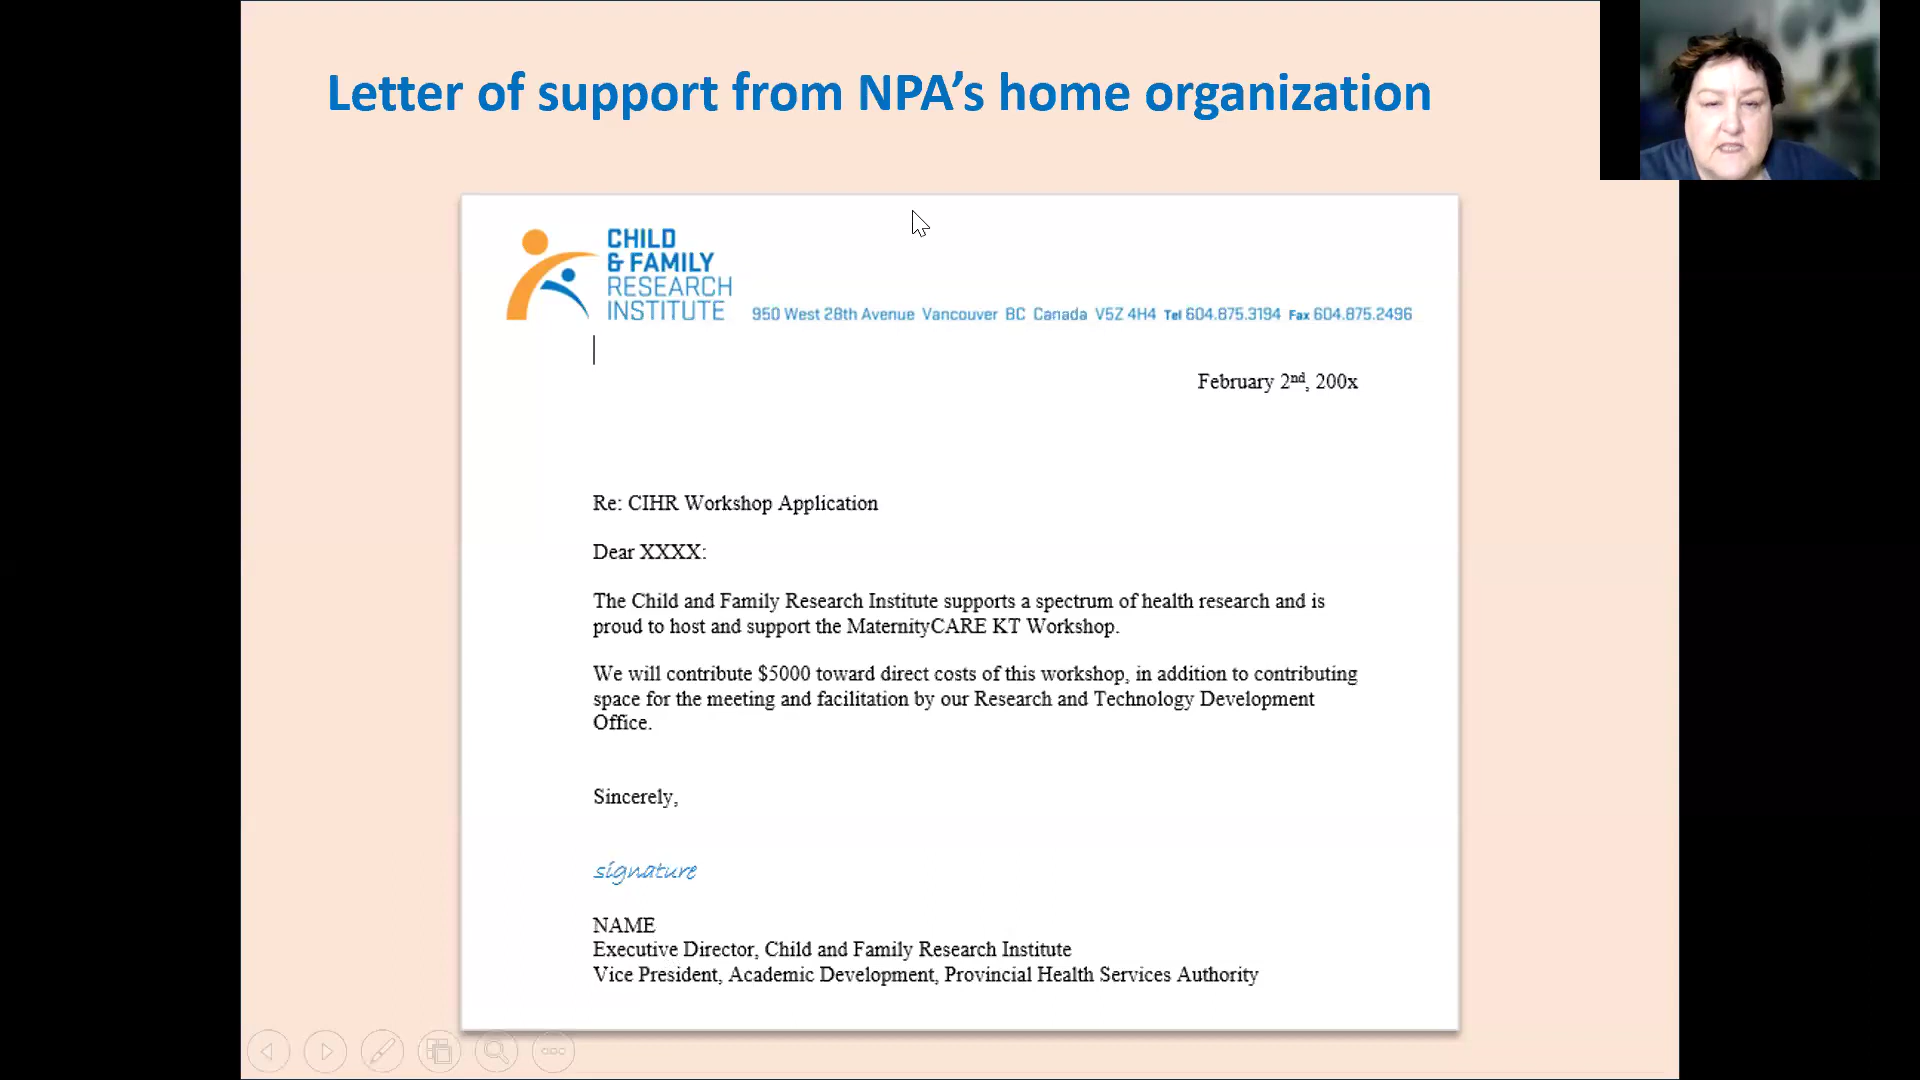 Letter of support from NPA’s home organization
CHILD
& FAMILY
RESEARCH
INSTITUTE
950 West 28th Avenue Vancouver BC Canada V5Z 4H4 Tel 604.875.3194 Fax 604.875.2496
February 2nd, 200x
Re: CIHR Workshop Application
Dear XXXX:
The Child and Family Research Institute supports a spectrum of health research and is
proud to host and support the MaternityCARE KT Workshop.
We will contribute $5000 toward direct costs of this workshop, in addition to contributing
space for the meeting and facilitation by our Research and Technology Development
Office.
Sincerely,
signature
NAME
Executive Director, Child and Family Research Institute
Vice President, Academic Development, Provincial Health Services Authority